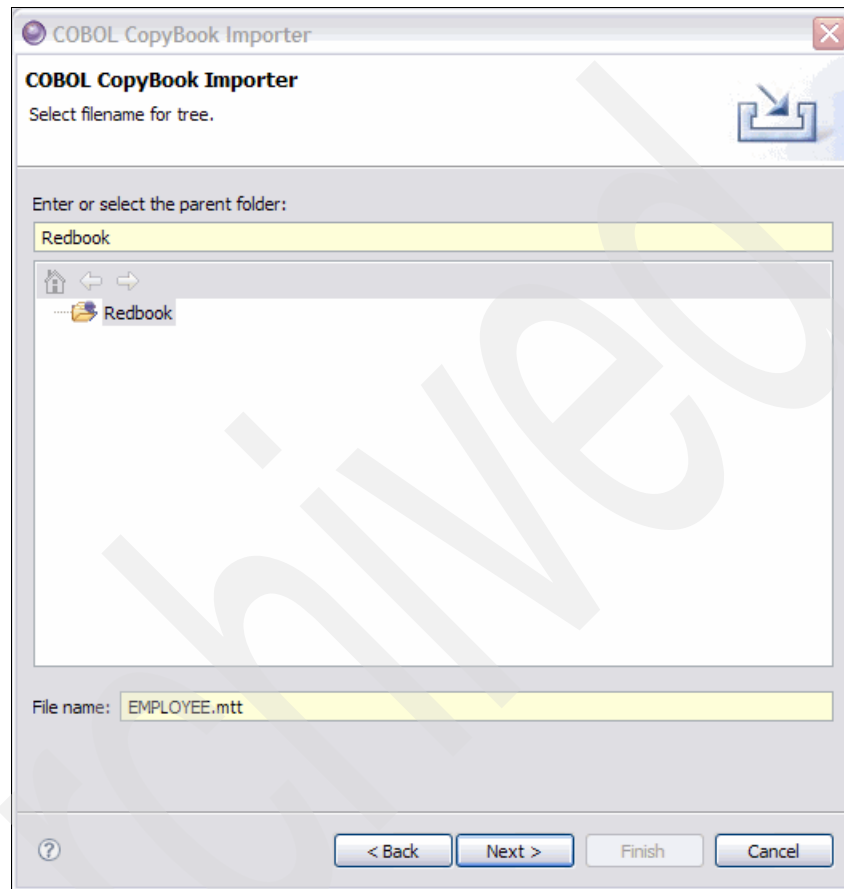 COBOL CopyBook Importer
COBOL CopyBook Importer
Select filename for tree.
Enter or select the parent folder:
Redbook
Redbook
File name: EMPLOYEE.mtt
< Back Next > Finish Cancel
rchived